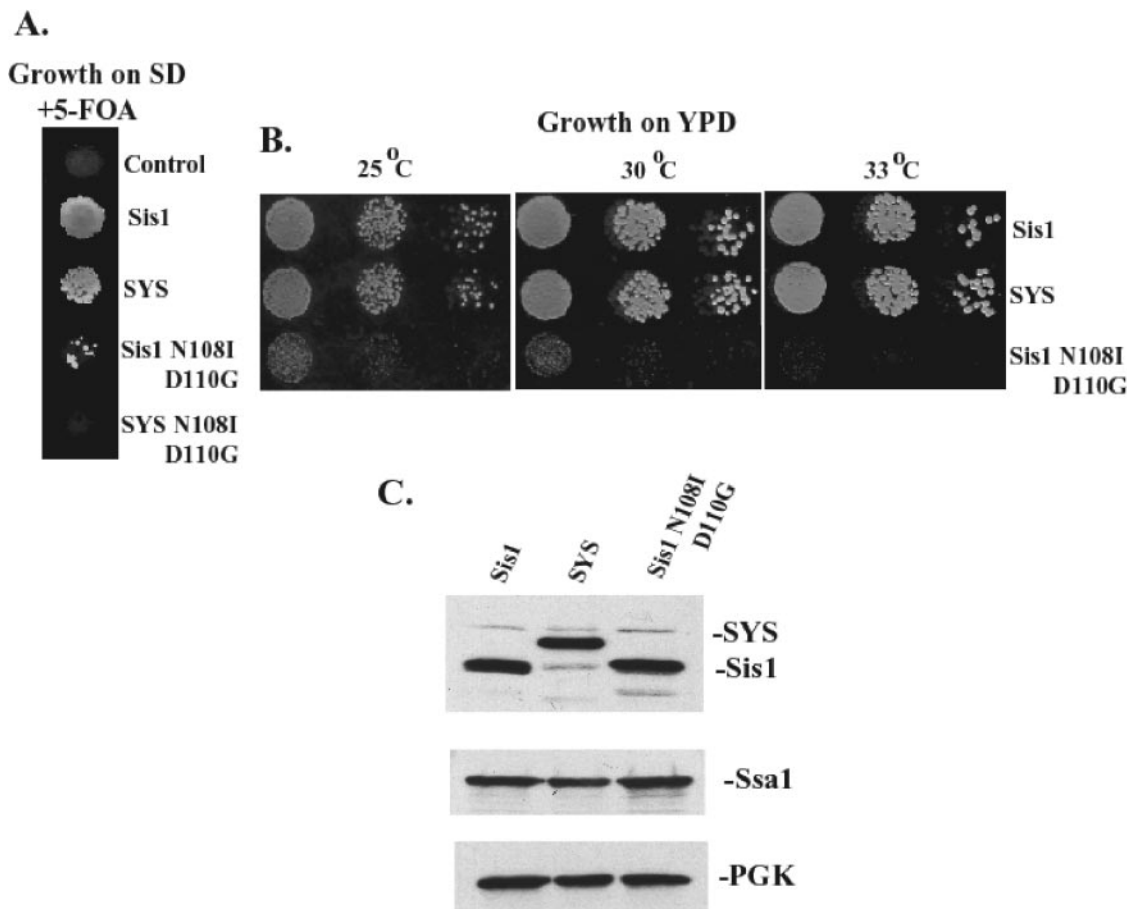 A.
Growth on SD
+5-FOA
Control
Sis1
SYS
Sis1 N108I
D110G
SYS N108I
D110G
B.
Growth on YPD
25 °C
30 °C
33 °C
Sis1
SYS
Sis1 N108I
D110G
C.
Sis1
SYS
Sis1 N108I
D110G
-SYS
-Sis1
-Ssa1
-PGK